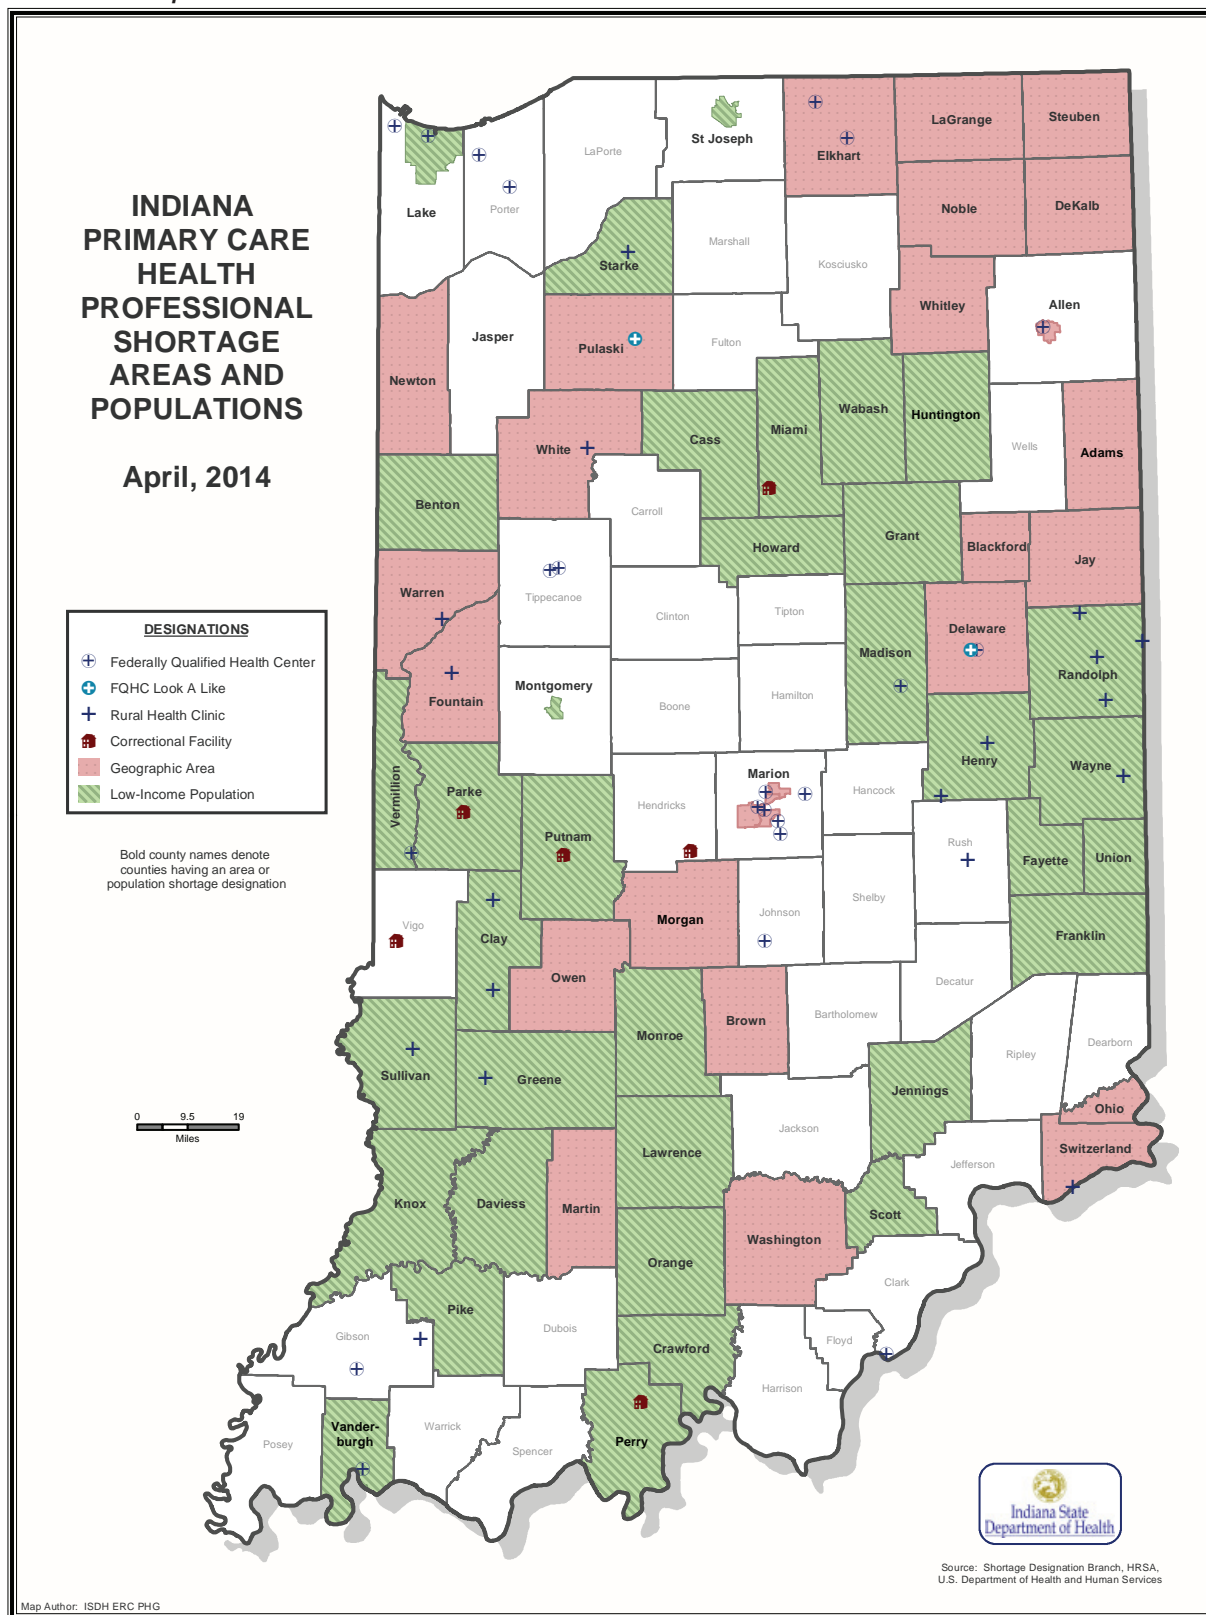 INDIANA
PRIMARY CARE
HEALTH
PROFESSIONAL
SHORTAGE
AREAS AND
POPULATIONS
April, 2014
DESIGNATIONS
Federally Qualified Health Center
FQHC Look A Like
Rural Health Clinic
Correctional Facility
Geographic Area
Low-Income Population
Bold county names denote
counties having an area or
population shortage designation
0 9.5 19
Miles
Lake
Porter
LaPorte
St Joseph
Elkhart
LaGrange
Steuben
Noble
DeKalb
Starke
Marshall
Kosciusko
Whitley
Allen
Newton
Jasper
Pulaski
Fulton
White
Cass
Miami
Wabash
Huntington
Wells
Adams
Benton
Carroll
Howard
Grant
Blackford
Jay
Warren
Tippecanoe
Clinton
Tipton
Madison
Delaware
Randolph
Fountain
Montgomery
Boone
Hamilton
Vermillion
Parke
Putnam
Hendricks
Marion
Hancock
Henry
Wayne
Rush
Fayette
Union
Vigo
Clay
Owen
Morgan
Johnson
Shelby
Franklin
Decatur
Sullivan
Greene
Monroe
Brown
Bartholomew
Jennings
Ripley
Dearborn
Ohio
Switzerland
Jackson
Lawrence
Jefferson
Knox
Daviess
Martin
Orange
Washington
Scott
Clark
Gibson
Pike
Dubois
Crawford
Floyd
Harrison
Posey
Vander-
burgh
Warrick
Spencer
Perry
Indiana State
Department of Health
Source: Shortage Designation Branch, HRSA,
U.S. Department of Health and Human Services
Map Author: ISDH ERC PHG